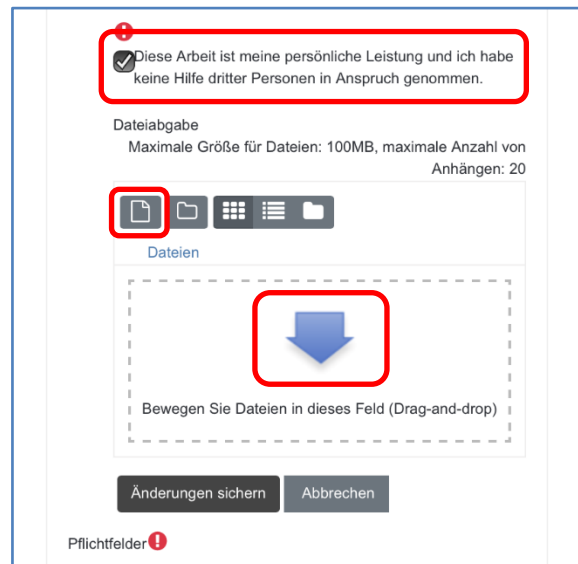 Diese Arbeit ist meine persönliche Leistung und ich habe
keine Hilfe dritter Personen in Anspruch genommen.
Dateiabgabe
Maximale Größe für Dateien: 100MB, maximale Anzahl von
Anhängen: 20
Dateien
Bewegen Sie Dateien in dieses Feld (Drag-and-drop)
Änderungen sichern Abbrechen
Pflichtfelder